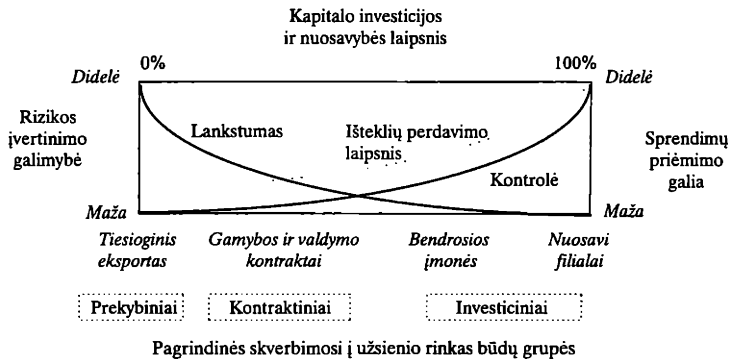 Kapitalo investicijos
ir nuosavybės laipsnis
0%
100%
Didelė
Didelė
Rizikos
įvertinimo
galimybė
Lankstumas
Išteklių perdavimo
laipsnis
Kontrolė
Sprendimų
priėmimo
galia
Maža
Maža
Tiesioginis
eksportas
Gamybos ir valdymo
kontraktai
Bendrosios
įmonės
Nuosavi
filialai
Prekybiniai
Kontraktiniai
Investiciniai
Pagrindinės skverbimosi į užsienio rinkas būdų grupės